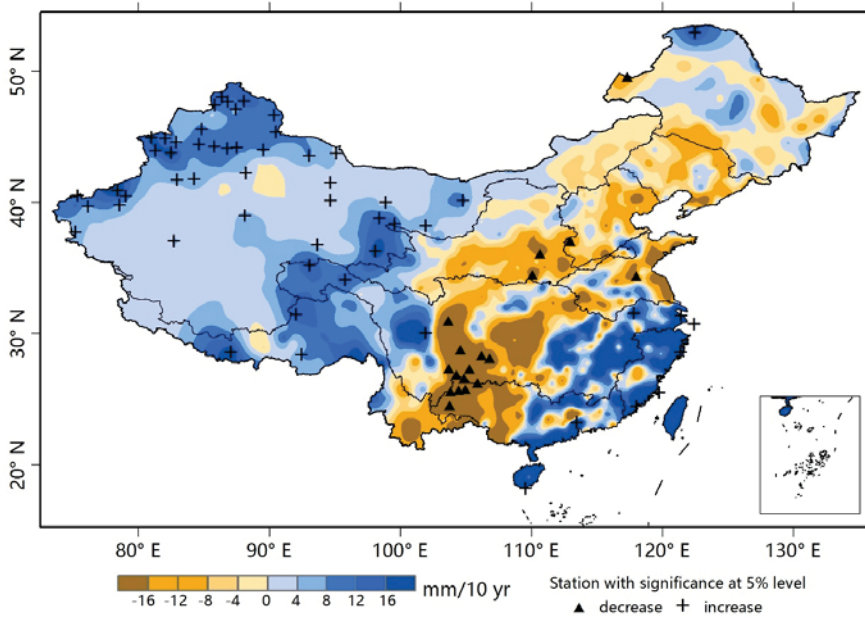 50° N
40° N
30° N
20° N
80° E 90° E 100° E 110° E 120° E 130° E
mm/10 yr
-16 -12 -8 -4 0 4 8 12 16
Station with significance at 5% level
▲ decrease + increase